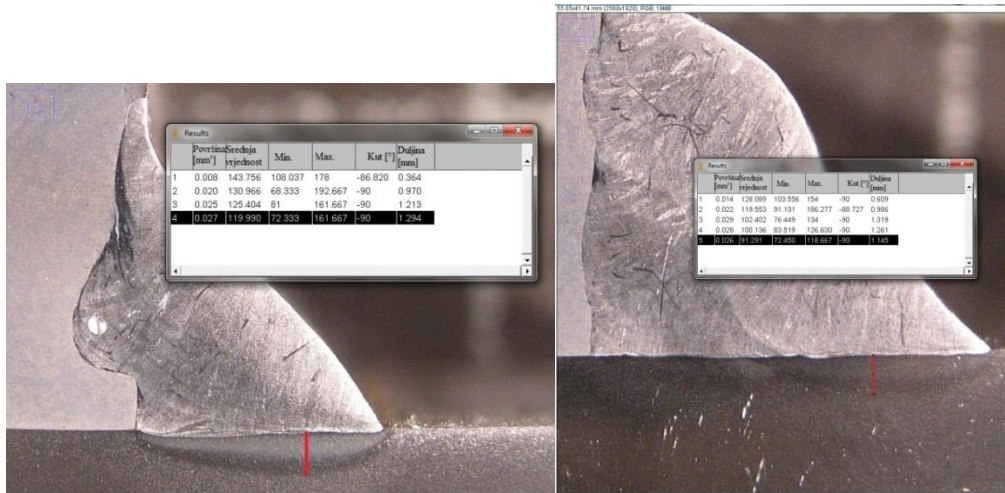 Results
Površina [mm²] Srednja vrjednost Min. Max. Kut [°] Duljina [mm]
1 0.008 143.756 108.037 178 -86.820 0.364
2 0.020 130.966 68.333 192.667 -90 0.970
3 0.025 125.404 81 161.667 -90 1.213
4 0.027 119.990 72.333 161.667 -90 1.294
55.65x41.74 mm (2560x1920); RGB; 19MB
Results
Površina [mm²] Srednja vrjednost Min. Max. Kut [°] Duljina [mm]
1 0.014 128.089 103.556 154 -90 0.609
2 0.022 119.553 91.131 186.277 -88.727 0.986
3 0.029 102.402 76.449 134 -90 1.319
4 0.028 100.136 83.519 126.630 -90 1.261
5 0.026 91.291 72.450 118.667 -90 1.145